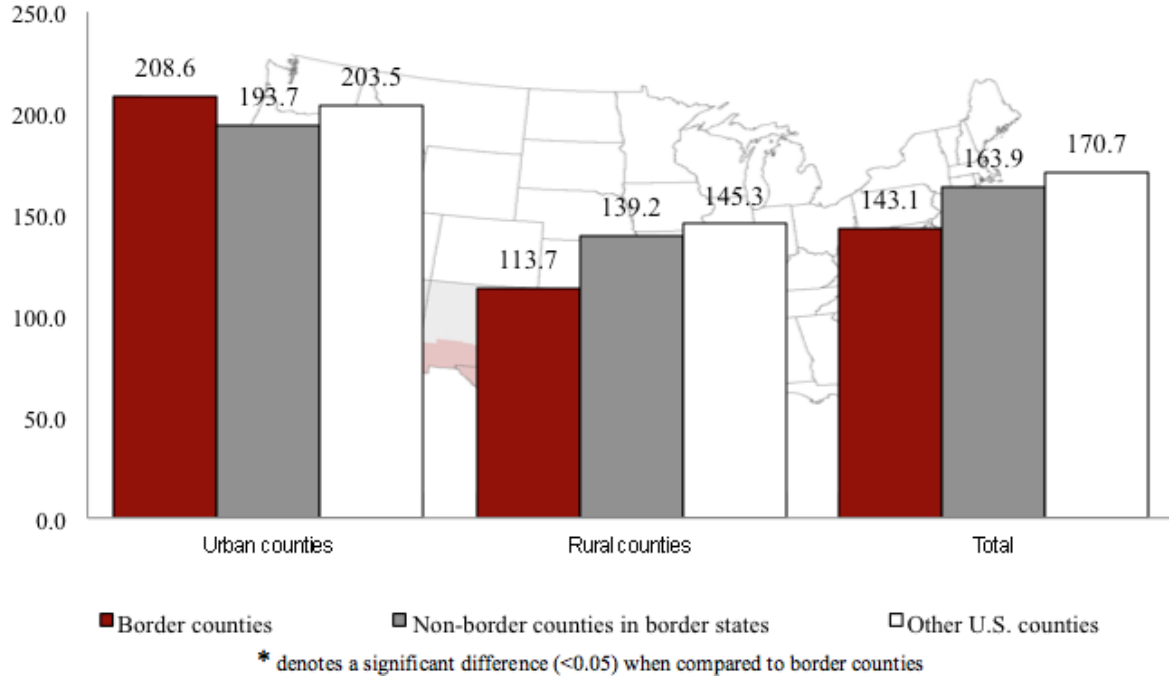 250.0
200.0
150.0
100.0
50.0
0.0
208.6
193.7
203.5
113.7
139.2
145.3
143.1
163.9
170.7
Urban counties
Rural counties
Total
Border counties
Non-border counties in border states
Other U.S. counties
* denotes a significant difference (<0.05) when compared to border counties